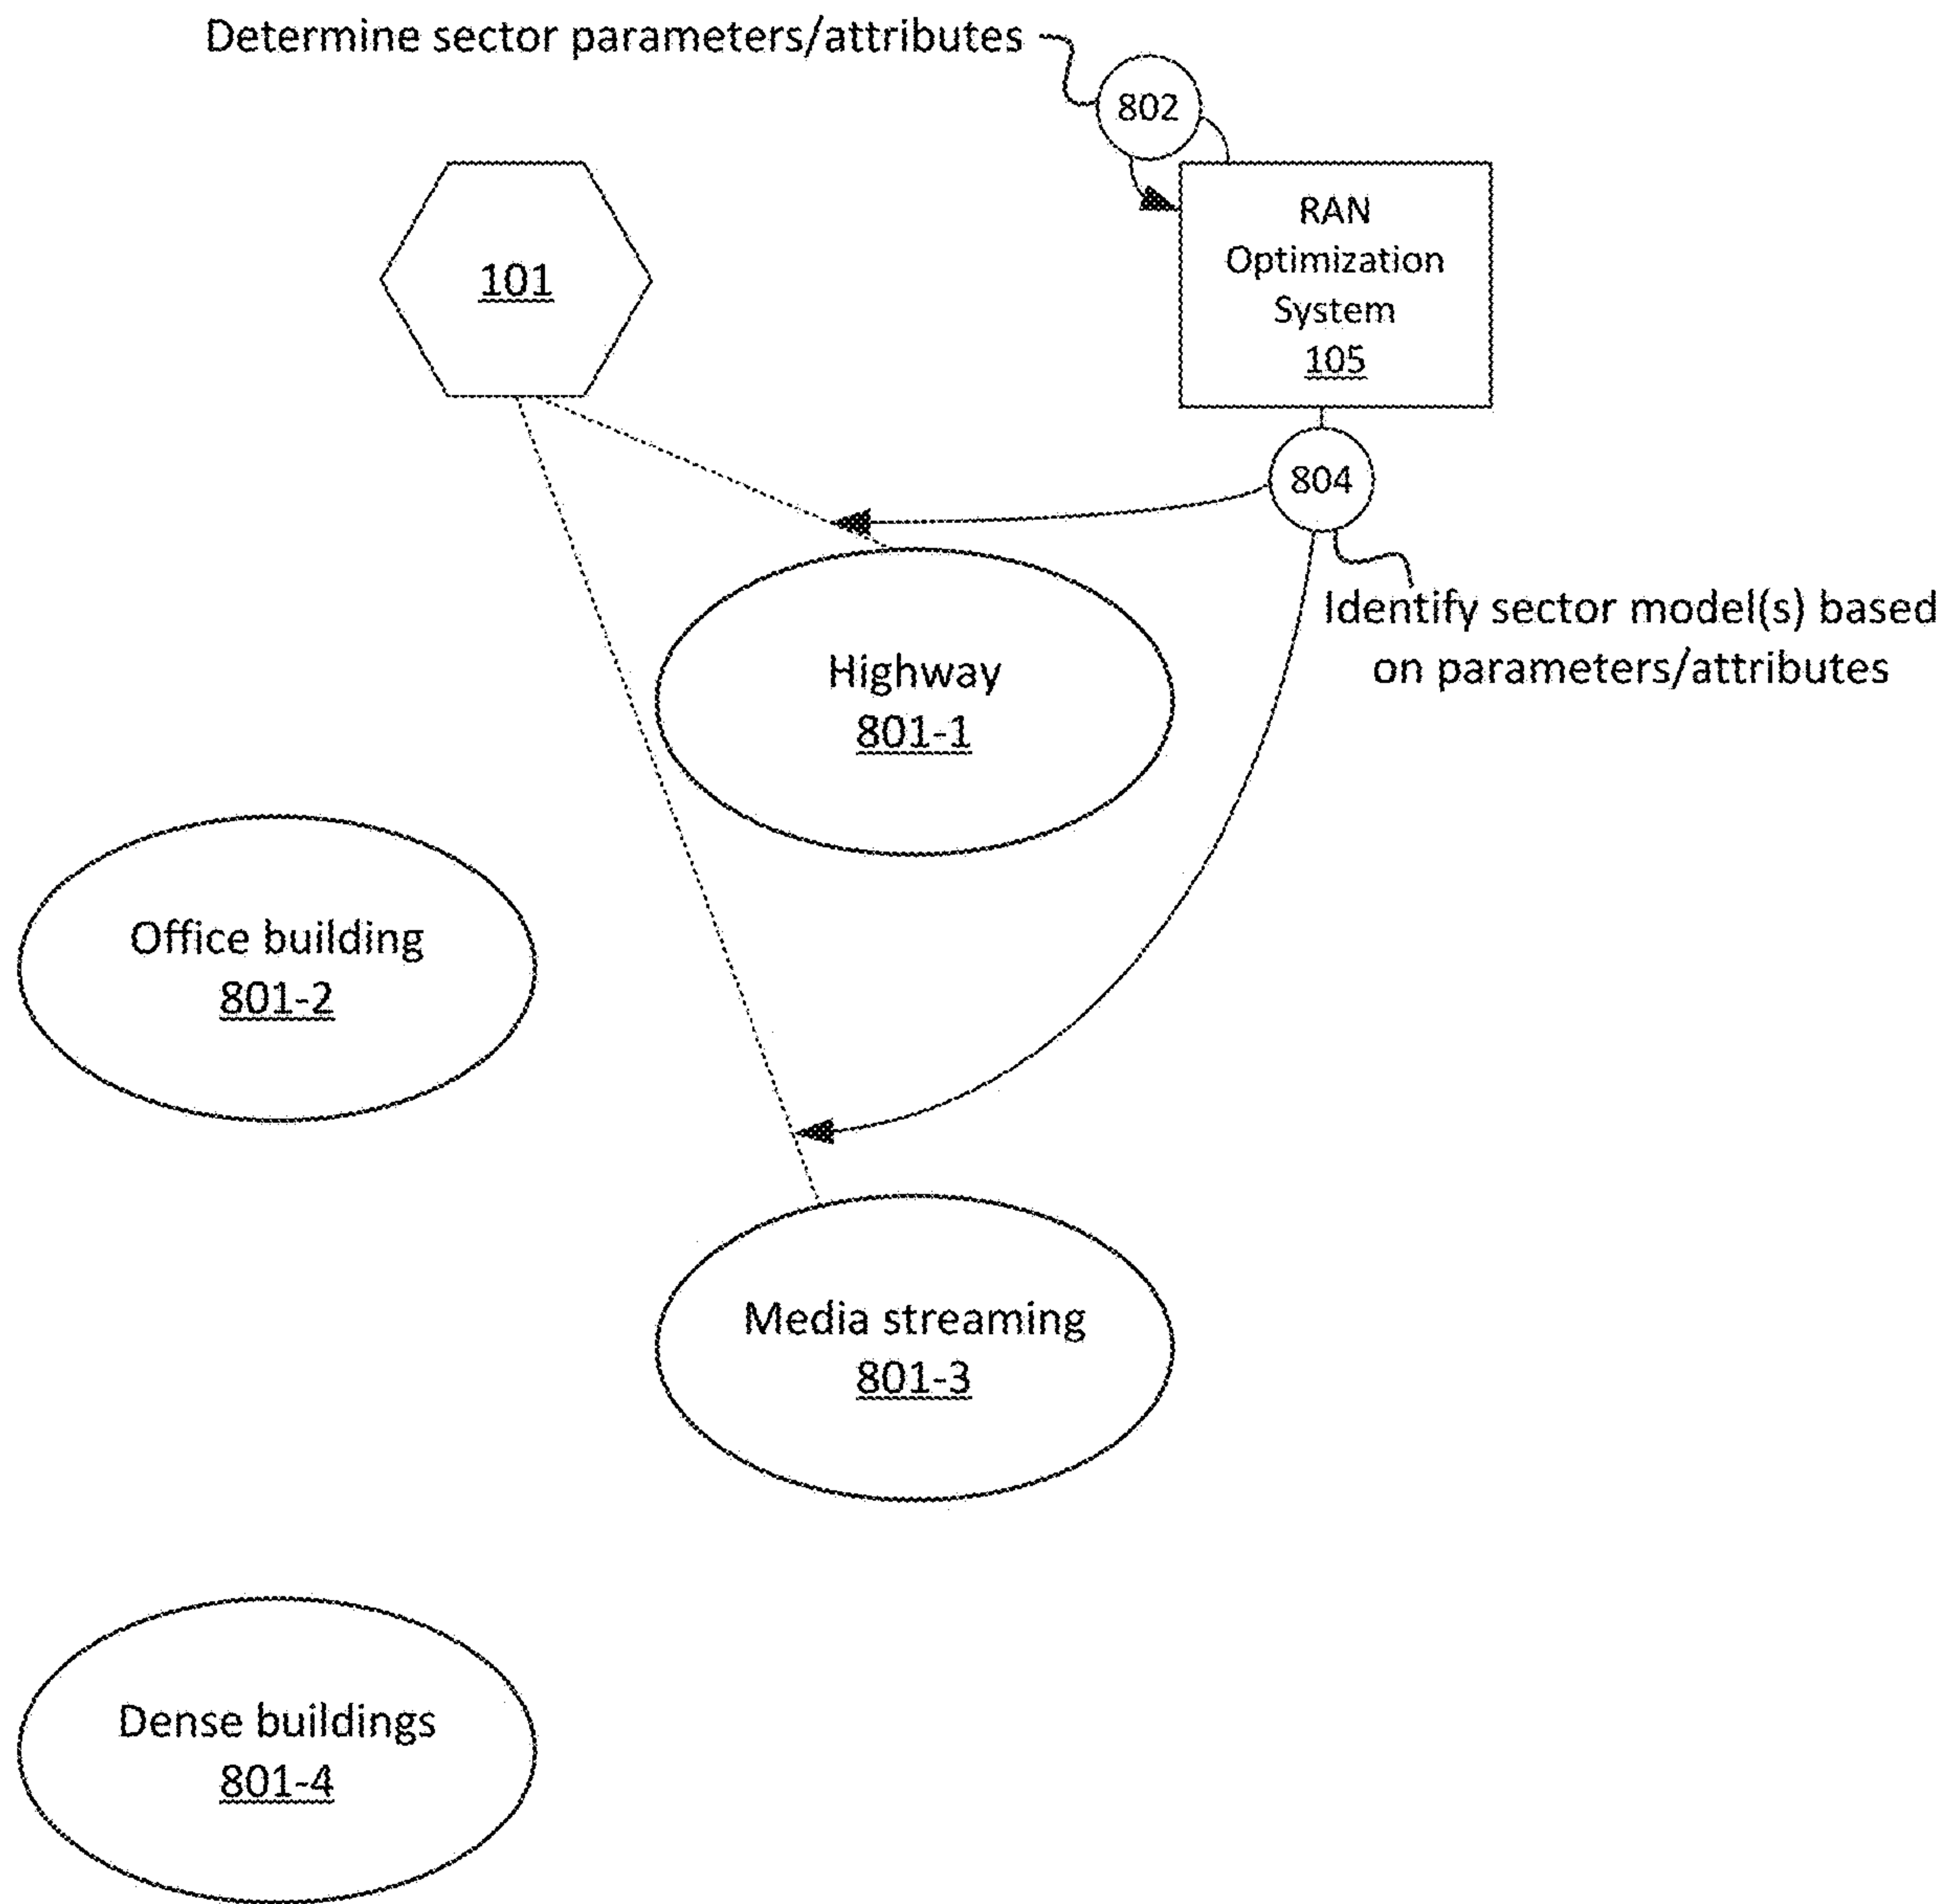 Determine sector parameters/attributes
802
RAN
Optimization
System
105
101
804
Identify sector model(s) based
on parameters/attributes
Highway
801-1
Office building
801-2
Media streaming
801-3
Dense buildings
801-4